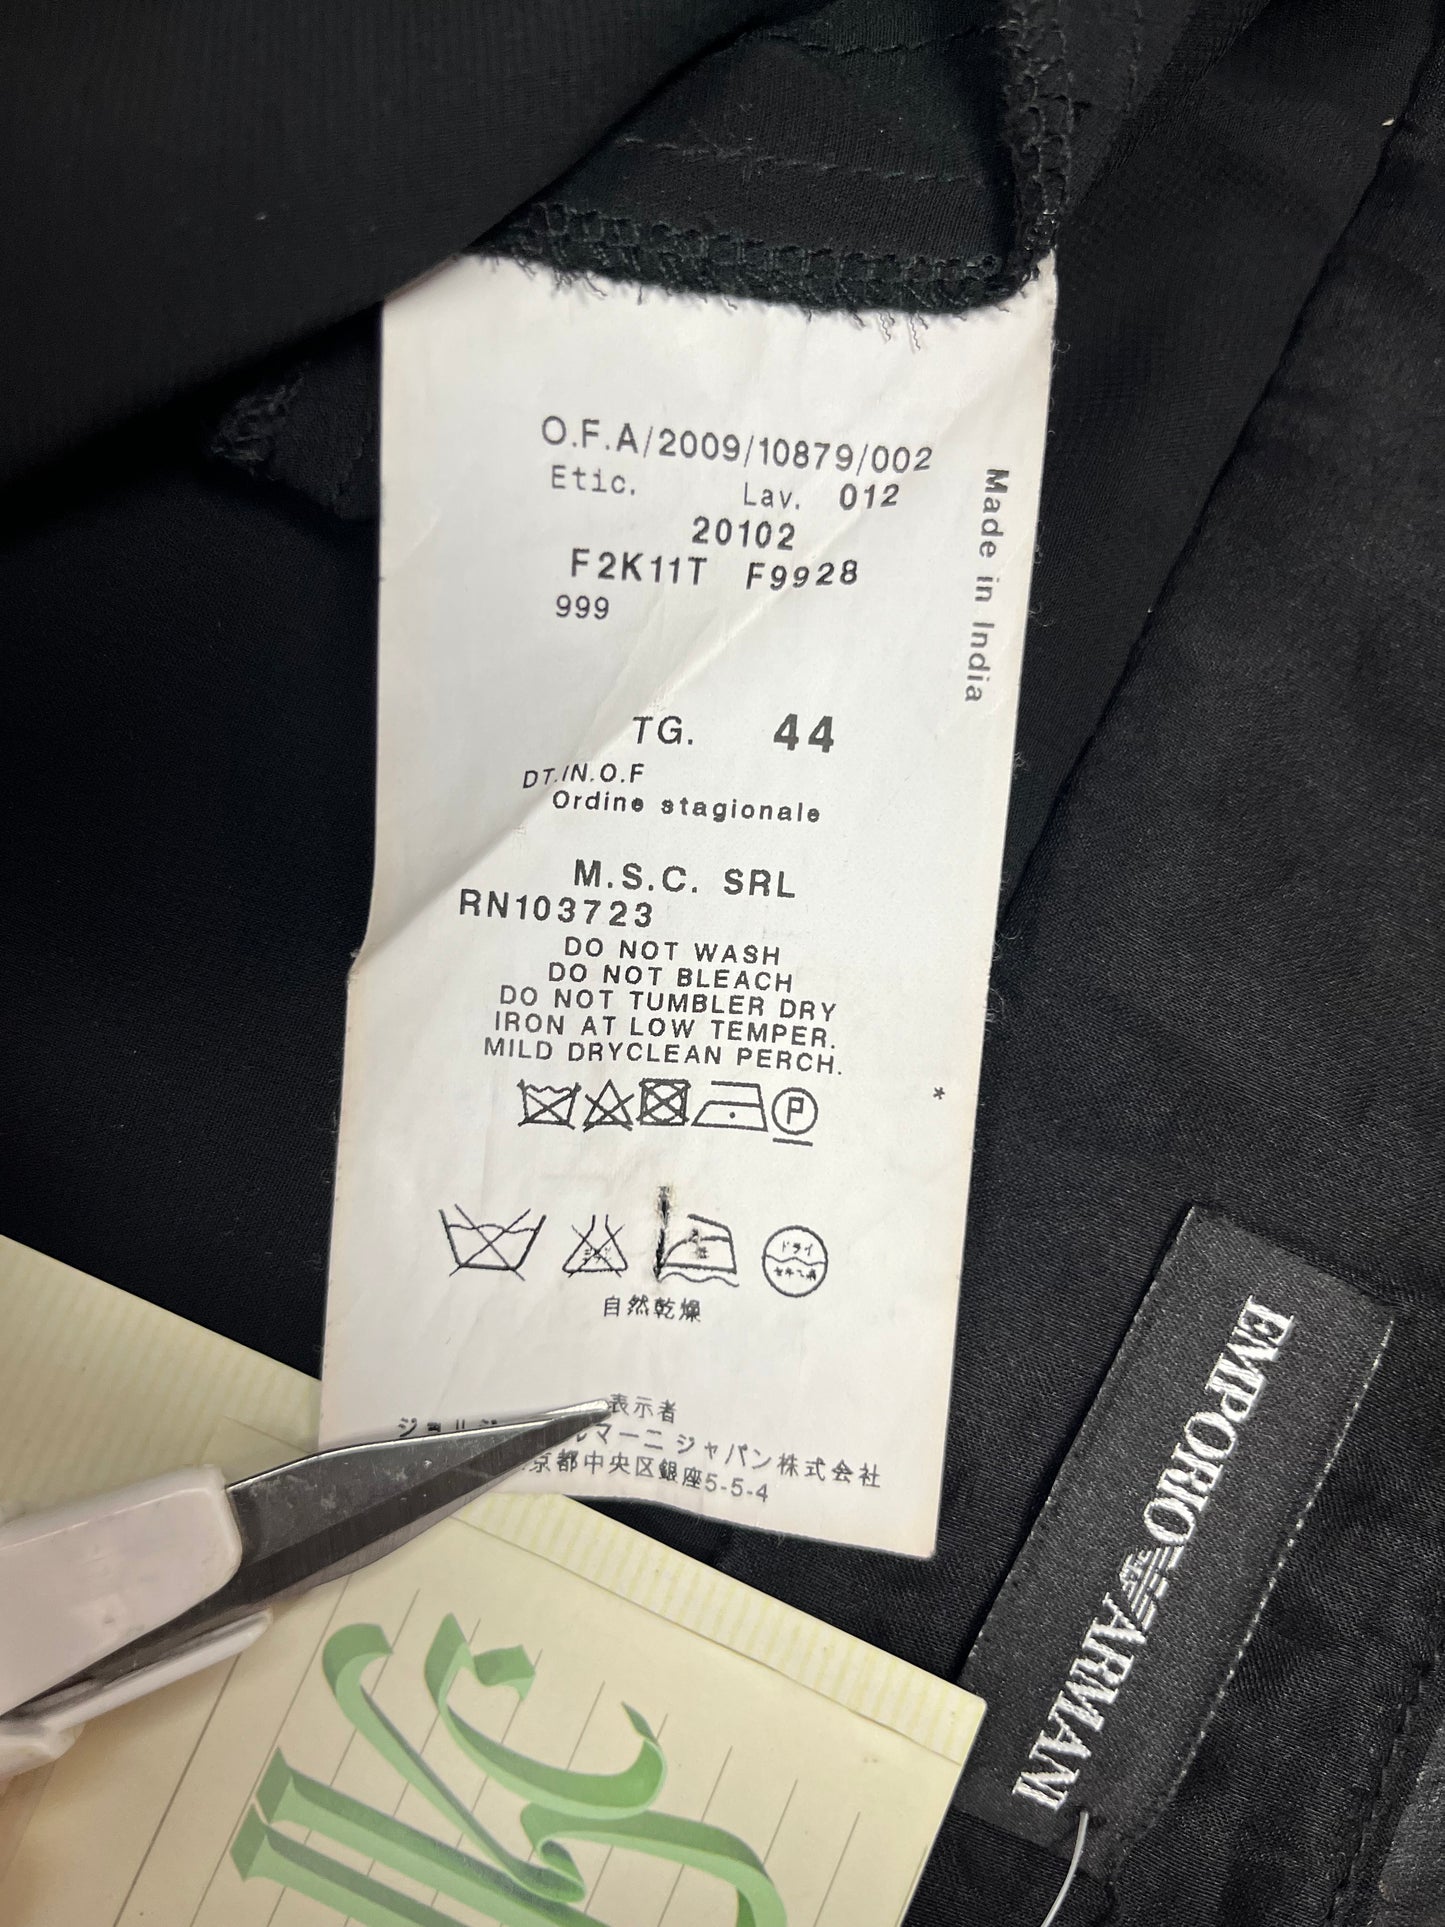 O.F.A/2009/10879/002
Etic. Lav. 012
20102
F2K11T F9928
999
Made in India
TG. 44
DT./N.O.F
Ordine stagionale
M.S.C. SRL
RN103723
DO NOT WASH
DO NOT BLEACH
DO NOT TUMBLER DRY
IRON AT LOW TEMPER.
MILD DRYCLEAN PERCH.
*
P
ドライ
自然乾燥
表示者
マーニ ジャパン株式会社
京都中央区銀座5-5-4
EMPORIO ARMANI